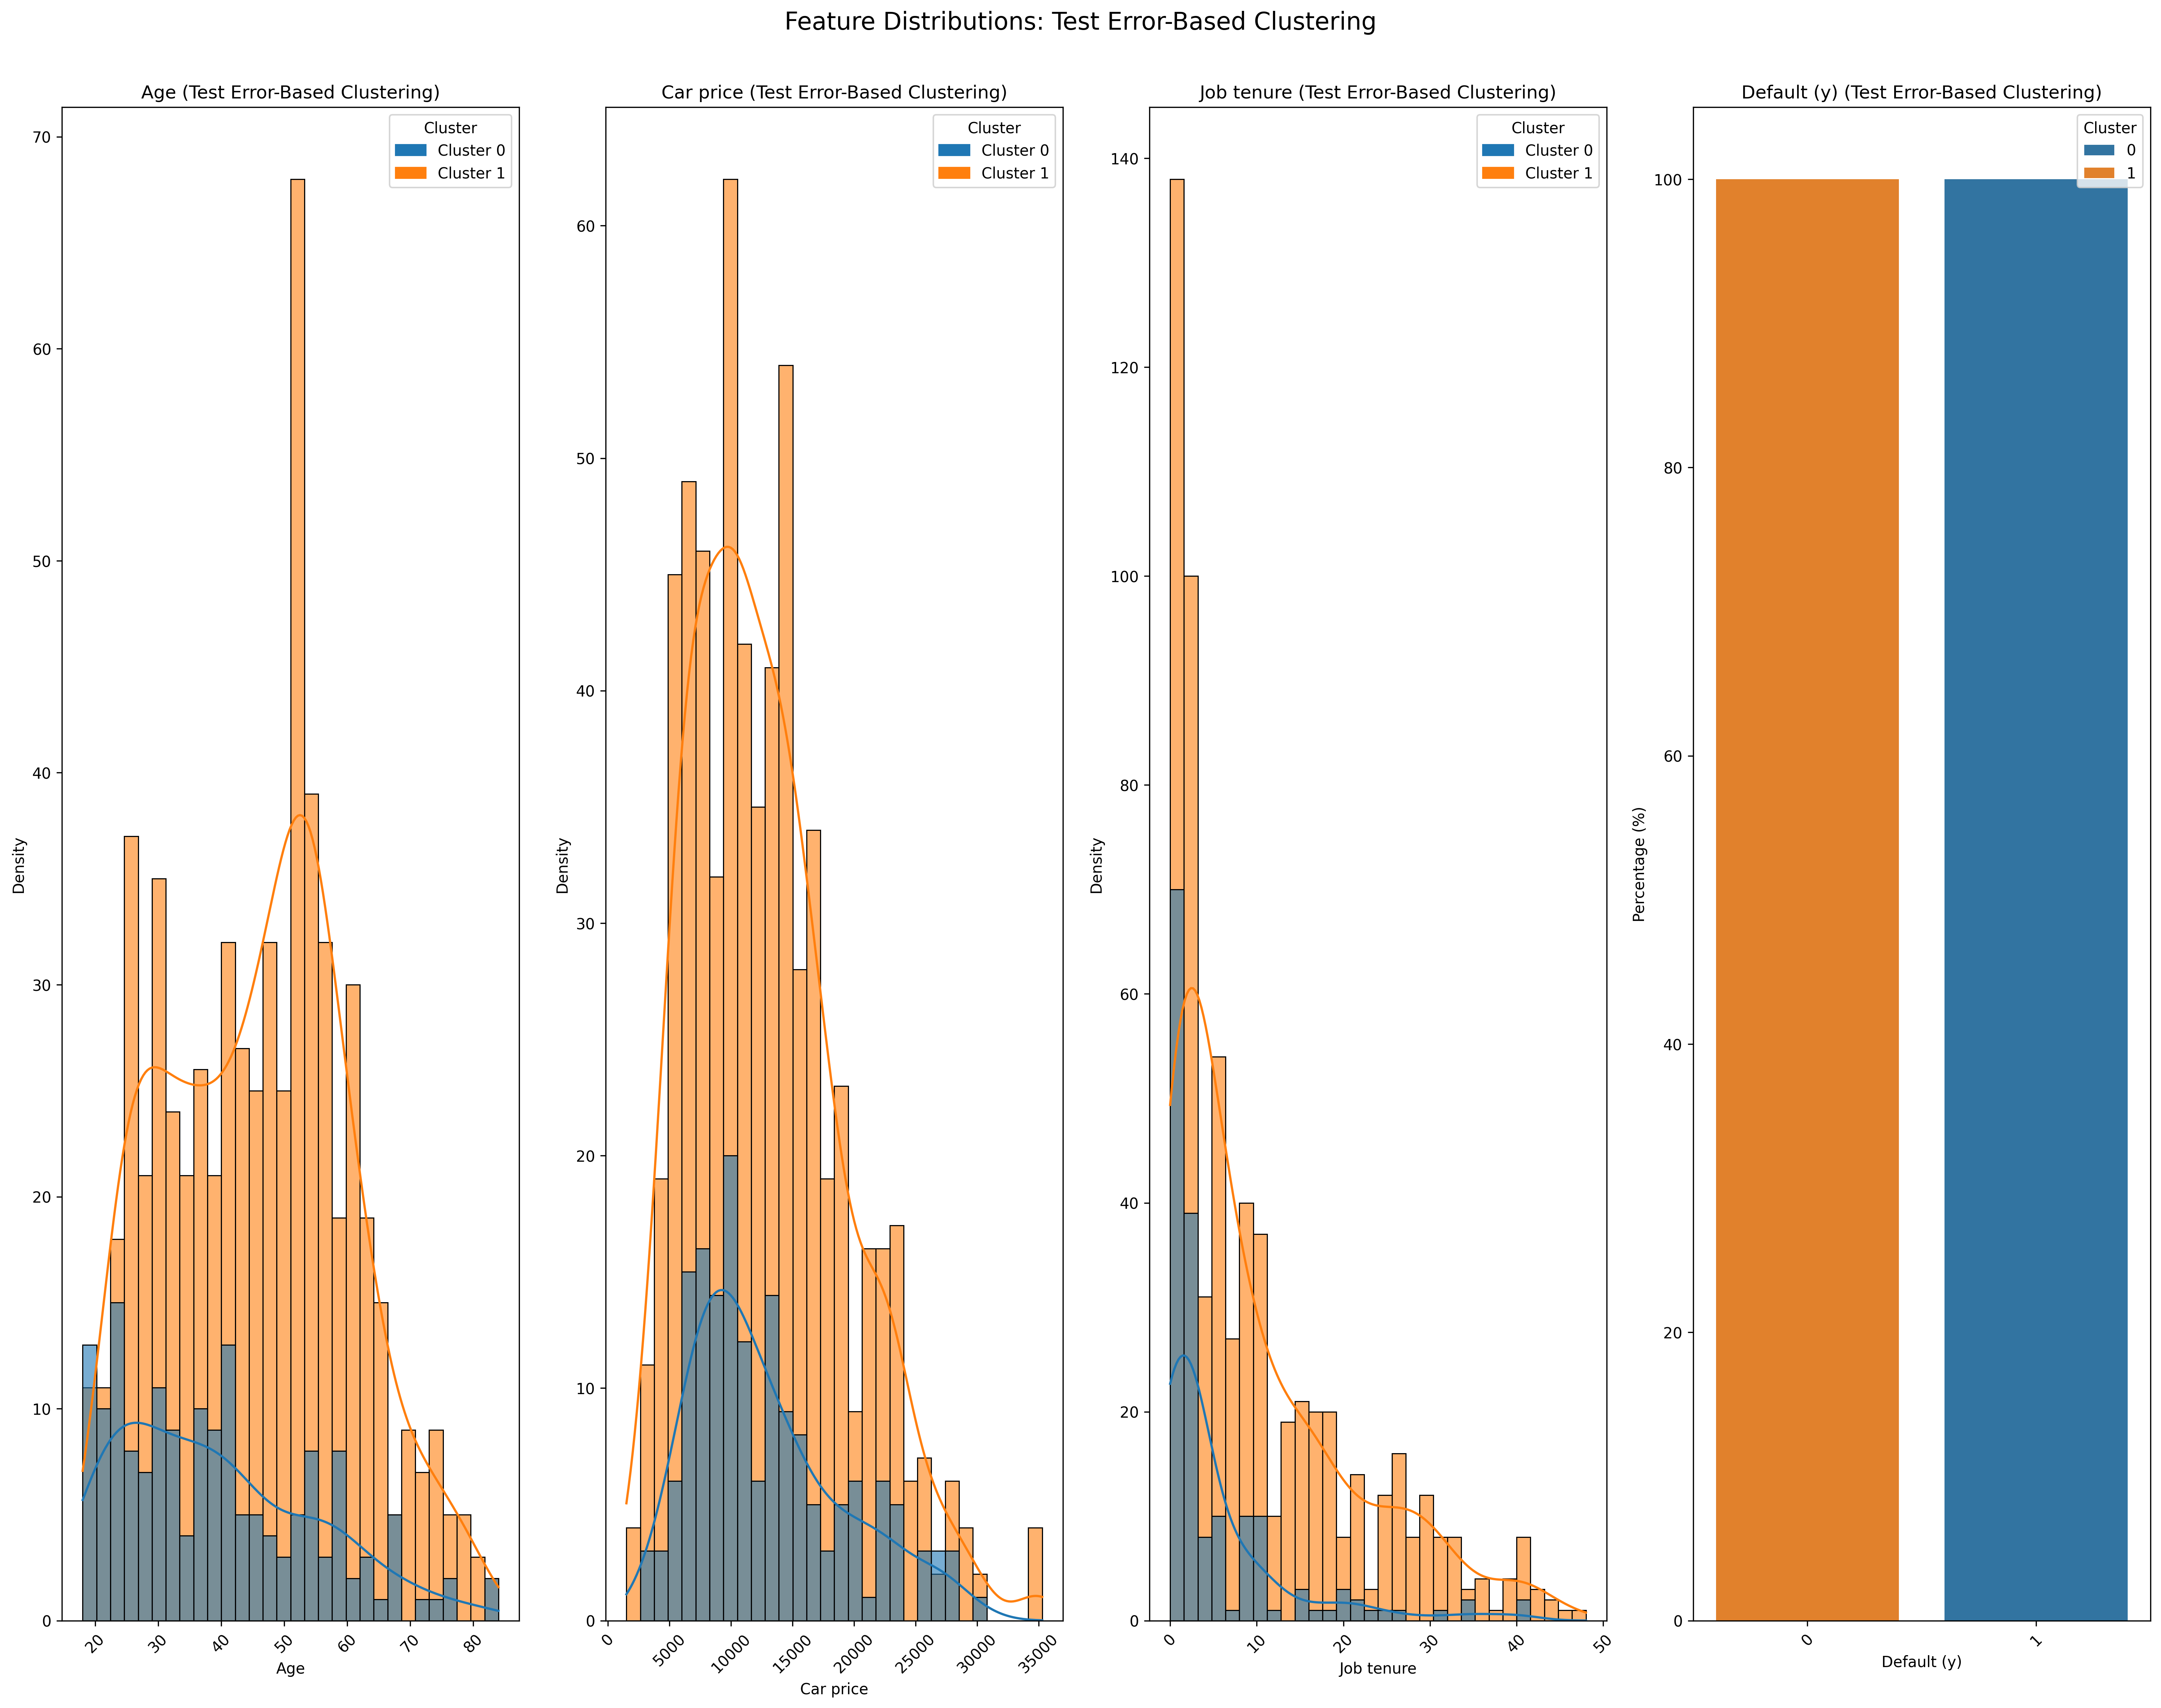 Feature Distributions: Test Error-Based Clustering
Age (Test Error-Based Clustering)
Density
70
60
50
40
30
20
10
0
20
30
40
50
60
70
80
Age
Cluster
Cluster 0
Cluster 1
Car price (Test Error-Based Clustering)
Density
60
50
40
30
20
10
0
0
5000
10000
15000
20000
25000
30000
35000
Car price
Cluster
Cluster 0
Cluster 1
Job tenure (Test Error-Based Clustering)
Density
140
120
100
80
60
40
20
0
0
10
20
30
40
50
Job tenure
Cluster
Cluster 0
Cluster 1
Default (y) (Test Error-Based Clustering)
Percentage (%)
100
80
60
40
20
0
0
1
Default (y)
Cluster
0
1